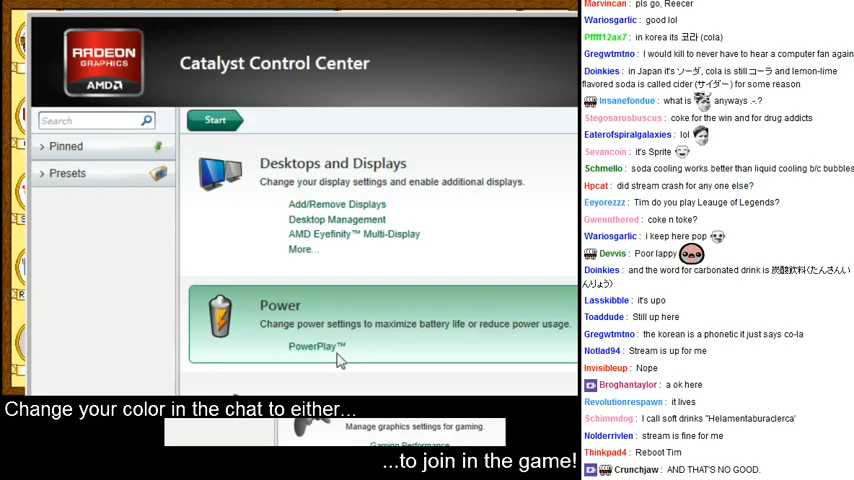 RADEON
GRAPHICS
AMD
Catalyst Control Center
Search
Start
Pinned
Presets
Desktops and Displays
Change your display settings and enable additional displays.
Add/Remove Displays
Desktop Management
AMD Eyefinity™ Multi-Display
More...
Power
Change power settings to maximize battery life or reduce power usage.
PowerPlay™
Change your color in the chat to either...
Manage graphics settings for gaming.
Gaming Performance
...to join in the game!
Marvincan : pls go, Reecer
Wariosgarlic : good lol
Pffff12ax7 : in korea its 코라 (cola)
Gregwtmtno : I would kill to never have to hear a computer fan again
Doinkies : in Japan it's ソーダ, cola is still コーラ and lemon-lime
flavored soda is called cider (サイダー) for some reason
Insanefondue : what is anyways .-.?
Stegosarusbuscus : coke for the win and for drug addicts
Eaterofspiralgalaxies : lol
Sevancoin : it's Sprite
Schmello : soda cooling works better than liquid cooling b/c bubbles
Hpcat : did stream crash for any one else?
Eeyorezzz : Tim do you play Leauge of Legends?
Gwennthered : coke n toke?
Wariosgarlic : i keep here pop
Devvis : Poor lappy
Doinkies : and the word for carbonated drink is 炭酸飲料(たんさんい
んりょう)
Lasskibble : it's upo
Toaddude : Still up here
Gregwtmtno : the korean is a phonetic it just says co-la
Notlad94 : Stream is up for me
Invisibleup : Nope
Broghantaylor : a ok here
Revolutionrespawn : it lives
Schimmdog : I call soft drinks "Helamentaburaclerca"
Nolderrivlen : stream is fine for me
Thinkpad4 : Reboot Tim
Crunchjaw : AND THAT'S NO GOOD.